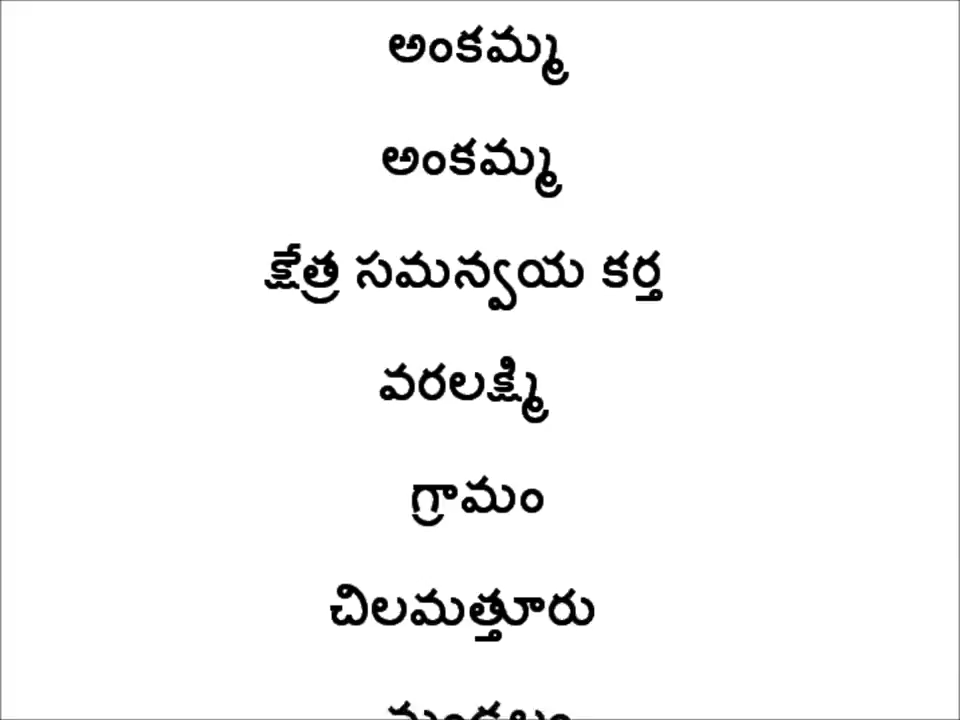 అంకమ్మ
అంకమ్మ
క్షేత్ర సమన్వయ కర్త
వరలక్ష్మి
గ్రామం
చిలమత్తూరు